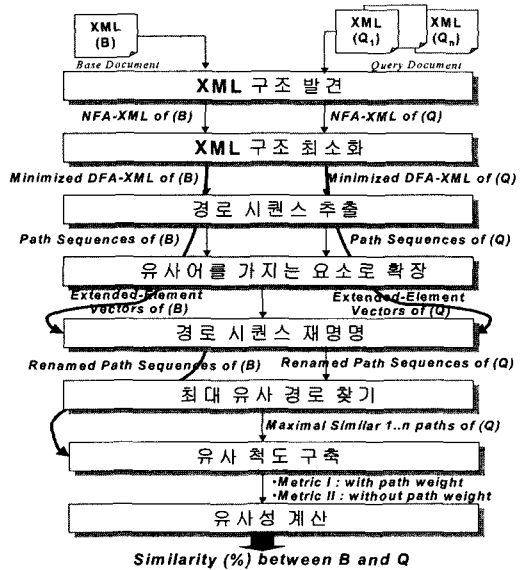 XML
(B)
XML
(Q1)
XML
(Qn)
Base Document
Query Document
XML 구조 발견
NFA-XML of (B)
NFA-XML of (Q)
XML 구조 최소화
Minimized DFA-XML of (B)
Minimized DFA-XML of (Q)
경로 시퀀스 추출
Path Sequences of (B)
Path Sequences of (Q)
유사어를 가지는 요소로 확장
Extended-Element
Vectors of (B)
Extended-Element
Vectors of (Q)
경로 시퀀스 재명명
Renamed Path Sequences of (B)
Renamed Path Sequences of (Q)
최대 유사 경로 찾기
Maximal Similar 1..n paths of (Q)
유사 척도 구축
•Metric I : with path weight
•Metric II : without path weight
유사성 계산
Similarity (%) between B and Q